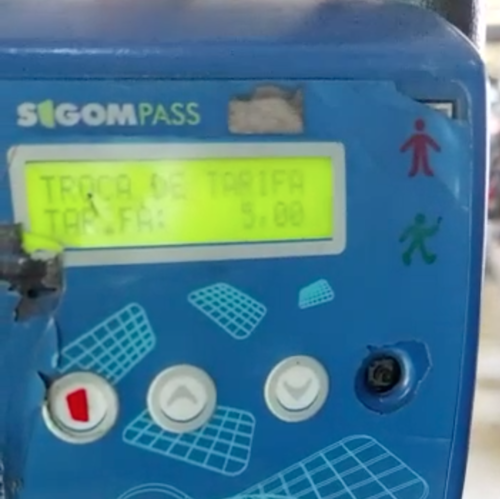 SIGOMPASS
TROCA DE TARIFA
TARIFA: 5,00